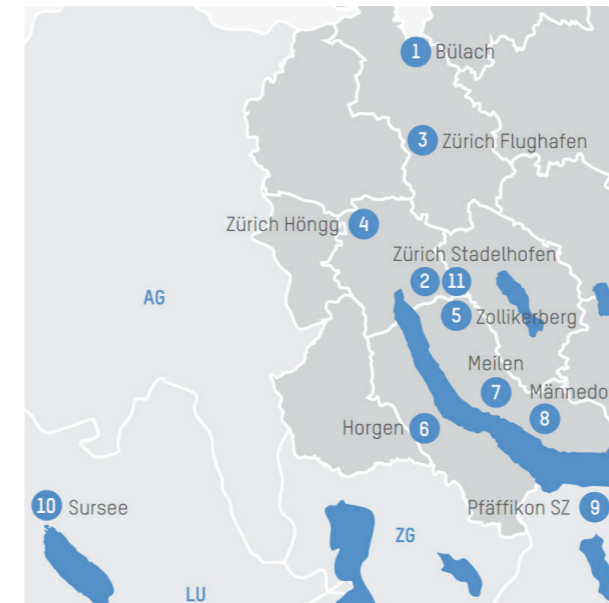 1 Bülach
3 Zürich Flughafen
Zürich Höngg 4
Zürich Stadelhofen
2 11
5 Zollikerberg
AG
Meilen
7
Männedo
8
Horgen 6
10 Sursee
Pfäffikon SZ 9
ZG
LU